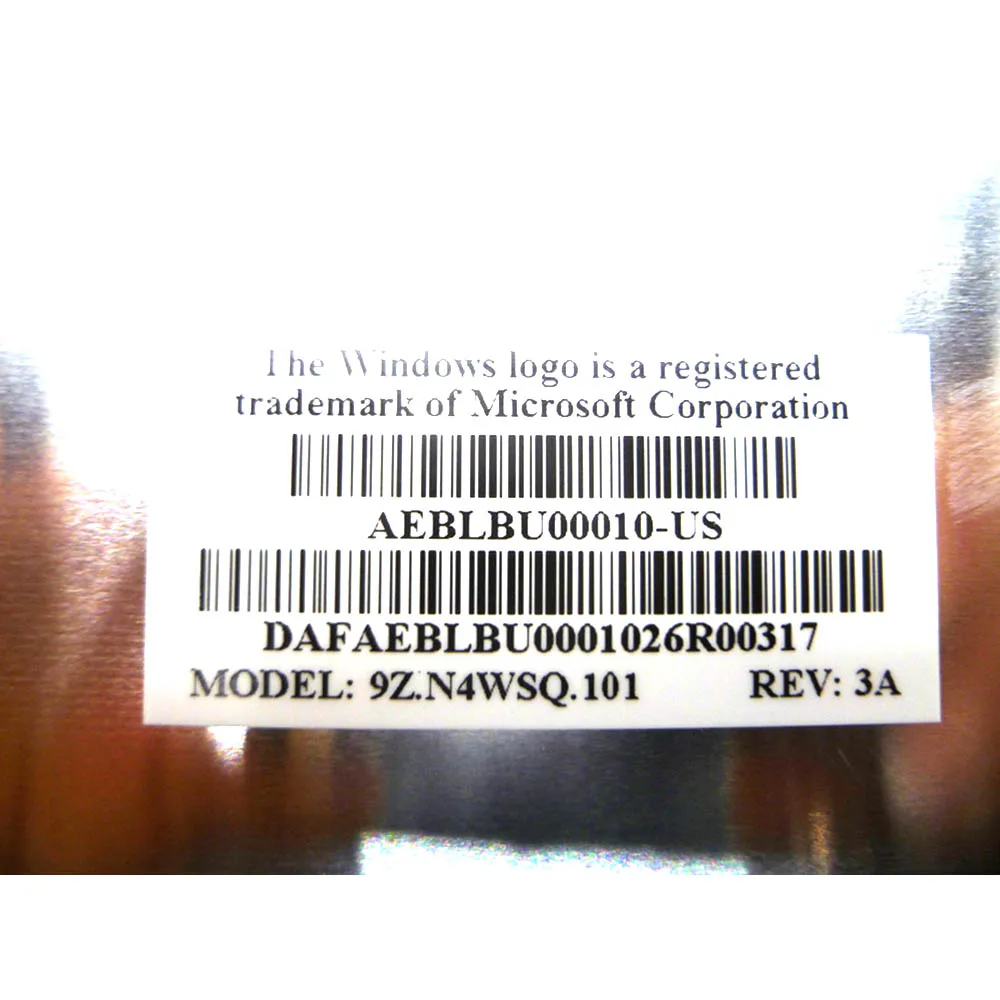 The Windows logo is a registered
trademark of Microsoft Corporation
AEBLBU00010-US
DAFAEBLBU0001026R00317
MODEL: 9Z.N4WSQ.101 REV: 3A